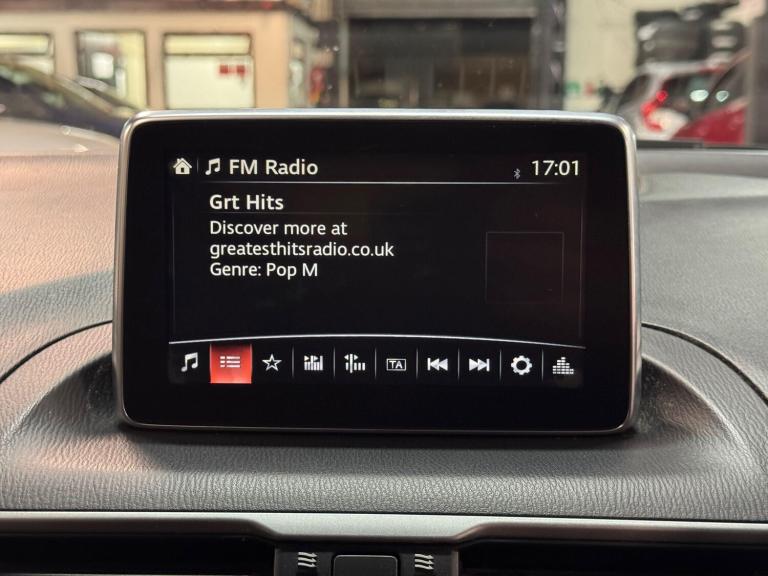 FM Radio 17:01
Grt Hits
Discover more at
greatesthitsradio.co.uk
Genre: Pop M
TA